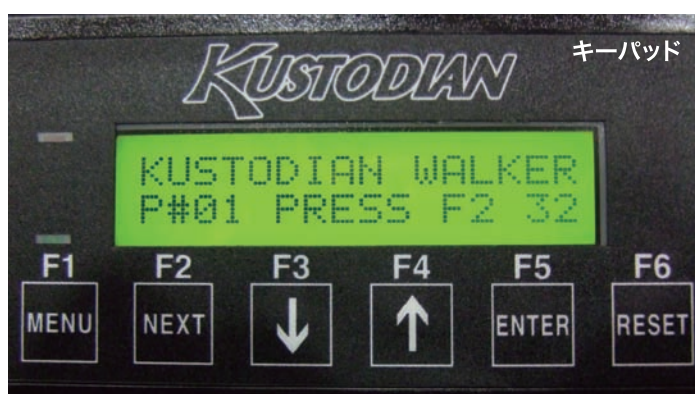 キーパッド
KUSTODIAN
KUSTODIAN WALKER
P#01 PRESS F2 32
F1 F2 F3 F4 F5 F6
MENU NEXT ↓ ↑ ENTER RESET